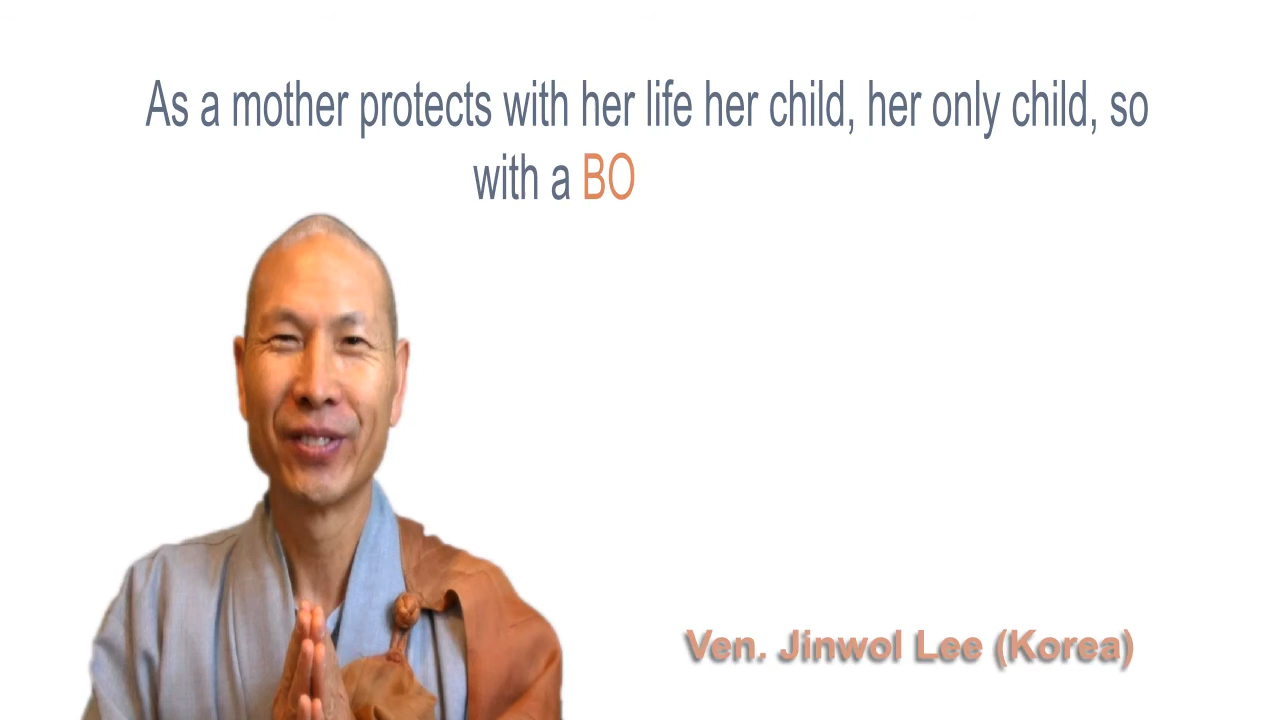 As a mother protects with her life her child, her only child, so
with a BO
Ven. Jinwol Lee (Korea)